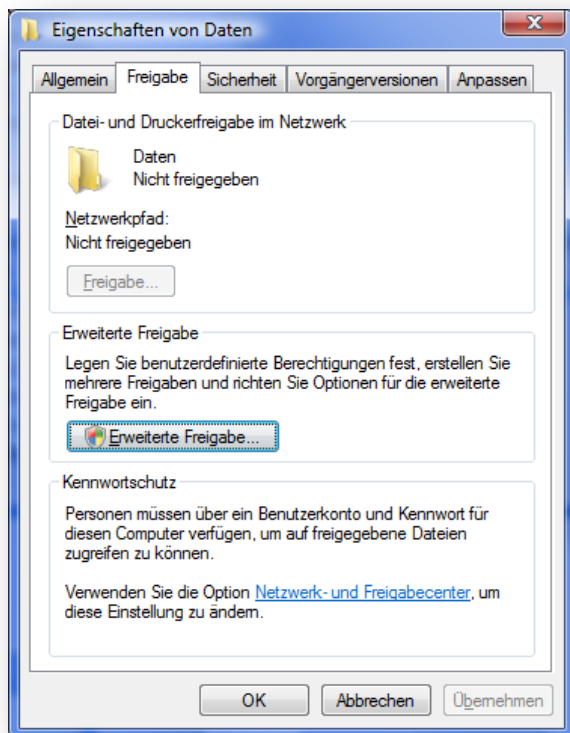 Eigenschaften von Daten
Allgemein Freigabe Sicherheit Vorgängerversionen Anpassen
Datei- und Druckerfreigabe im Netzwerk
Daten
Nicht freigegeben
Netzwerkpfad:
Nicht freigegeben
Freigabe...
Erweiterte Freigabe
Legen Sie benutzerdefinierte Berechtigungen fest, erstellen Sie
mehrere Freigaben und richten Sie Optionen für die erweiterte
Freigabe ein.
Erweiterte Freigabe...
Kennwortschutz
Personen müssen über ein Benutzerkonto und Kennwort für
diesen Computer verfügen, um auf freigegebene Dateien
zugreifen zu können.
Verwenden Sie die Option Netzwerk- und Freigabecenter, um
diese Einstellung zu ändern.
OK Abbrechen Übernehmen